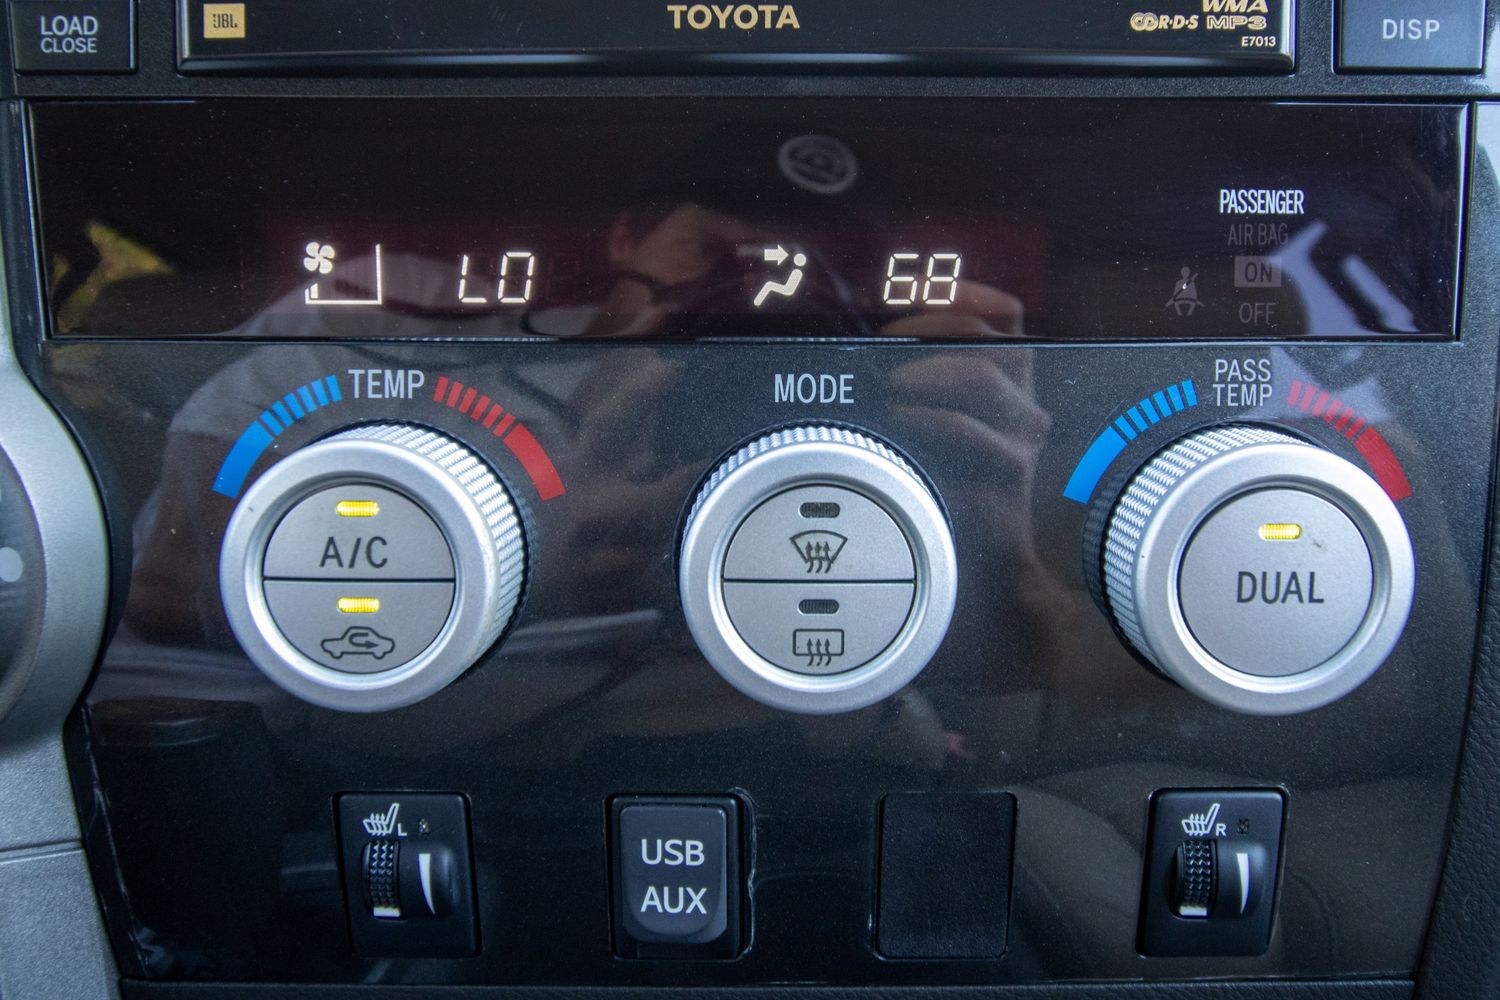 LOAD
CLOSE
JBL
TOYOTA
R·D·S
WMA
MP3
E7013
DISP
PASSENGER
AIR BAG
ON
OFF
LO
68
TEMP
MODE
PASS
TEMP
A/C
DUAL
L
USB
AUX
R